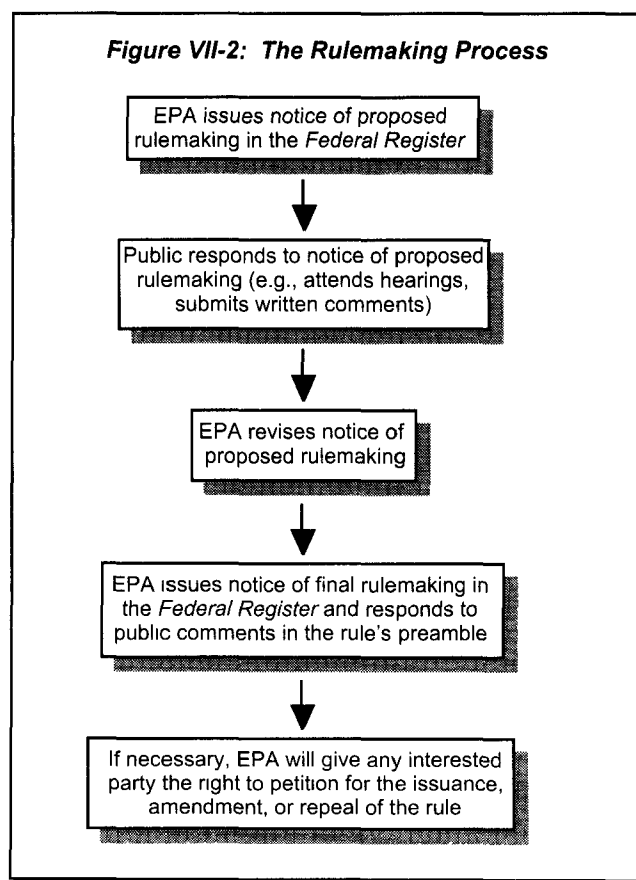 Figure VII-2: The Rulemaking Process
EPA issues notice of proposed
rulemaking in the Federal Register
Public responds to notice of proposed
rulemaking (e.g., attends hearings,
submits written comments)
EPA revises notice of
proposed rulemaking
EPA issues notice of final rulemaking in
the Federal Register and responds to
public comments in the rule's preamble
If necessary, EPA will give any interested
party the right to petition for the issuance,
amendment, or repeal of the rule